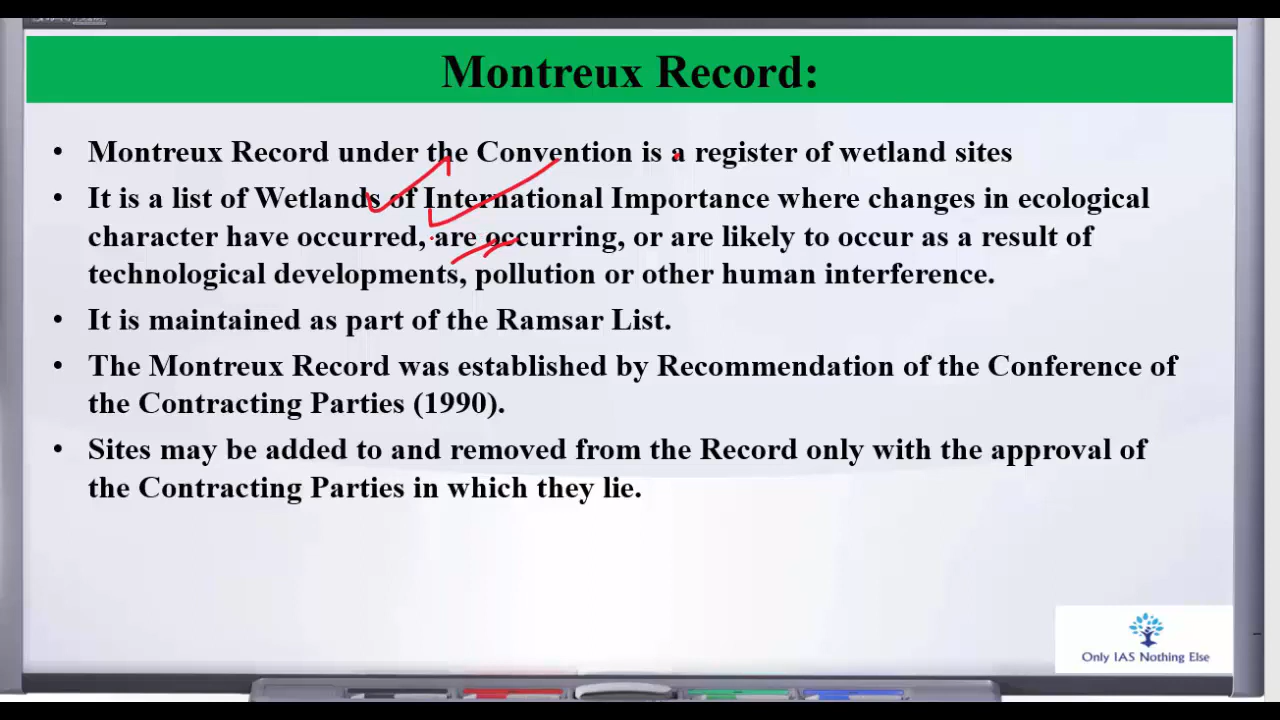 Montreux Record:
• Montreux Record under the Convention is a register of wetland sites
• It is a list of Wetlands of International Importance where changes in ecological
character have occurred, are occurring, or are likely to occur as a result of
technological developments, pollution or other human interference.
• It is maintained as part of the Ramsar List.
• The Montreux Record was established by Recommendation of the Conference of
the Contracting Parties (1990).
• Sites may be added to and removed from the Record only with the approval of
the Contracting Parties in which they lie.
Only IAS Nothing Else